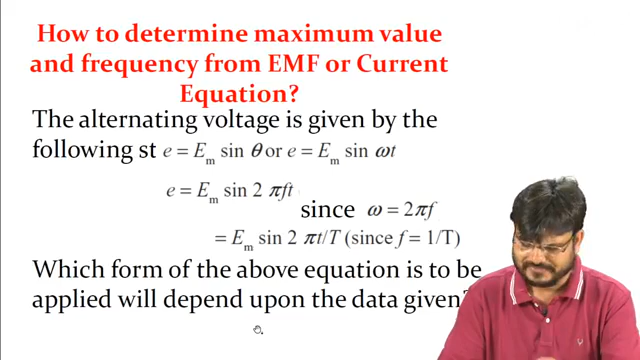 How to determine maximum value
and frequency from EMF or Current
Equation?
The alternating voltage is given by the
following st e = Eₘ sin θ or e = Eₘ sin ωt
e = Eₘ sin 2 πft
since ω = 2πf
= Eₘ sin 2 πt/T (since f = 1/T)
Which form of the above equation is to be
applied will depend upon the data given?